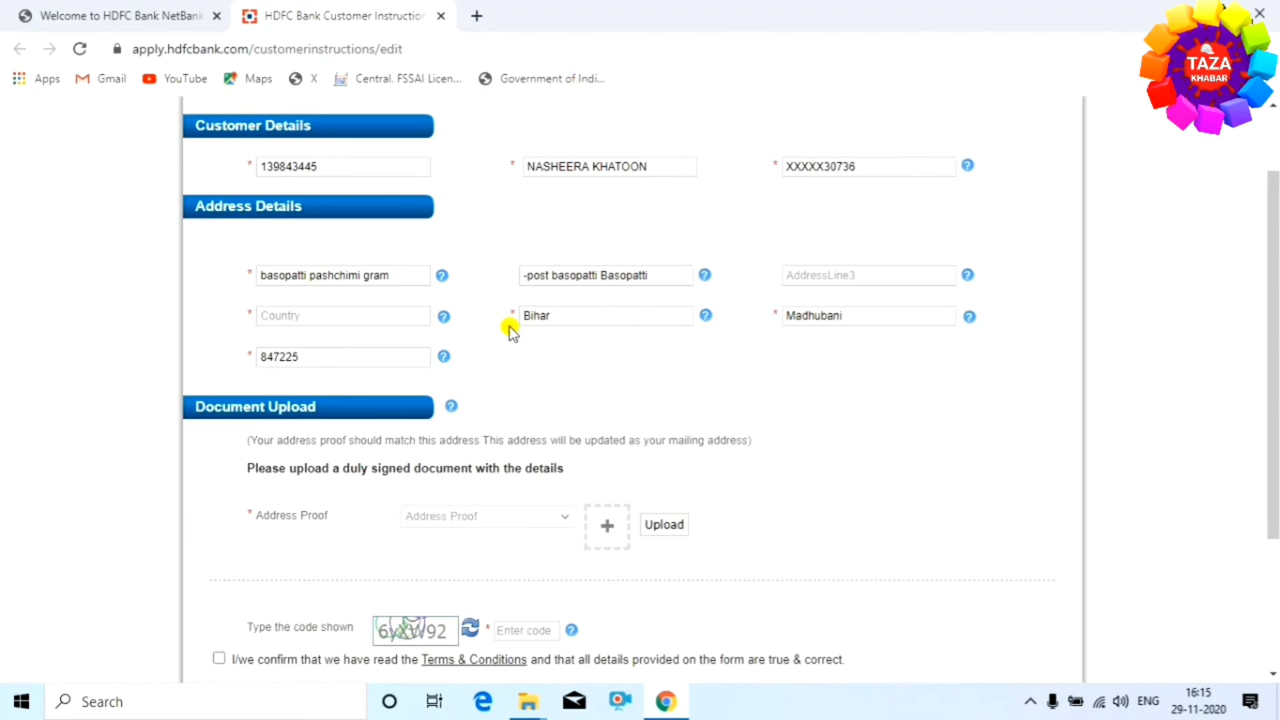 Welcome to HDFC Bank NetBank
HDFC Bank Customer Instruction
apply.hdfcbank.com/customerinstructions/edit
Apps
Gmail
YouTube
Maps
X
Central. FSSAI Licen...
Government of Indi...
TAZA
KHABAR
Customer Details
* 139843445 * NASHEERA KHATOON * XXXXX30736 ?
Address Details
* basopatti pashchimi gram ? -post basopatti Basopatti ? AddressLine3 ?
* Country ? * Bihar ? * Madhubani ?
* 847225 ?
Document Upload ?
(Your address proof should match this address This address will be updated as your mailing address)
Please upload a duly signed document with the details
* Address Proof Address Proof + Upload
Type the code shown 6yXW92 * Enter code ?
I/we confirm that we have read the Terms & Conditions and that all details provided on the form are true & correct.
Search
ENG
16:15
29-11-2020